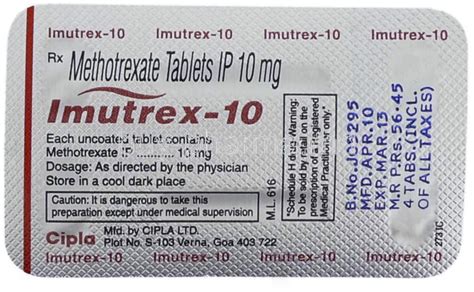 Imutrex-10 Imutrex-10 Imutrex-10 Imutrex-10
Rx Methotrexate Tablets IP 10 mg
Imutrex-10
Each uncoated tablet contains
Methotrexate IP ........... 10 mg
Dosage: As directed by the physician
Store in a cool dark place
Caution: It is dangerous to take this
preparation except under medical supervision
Cipla
Mfd. by CIPLA LTD.
Plot No. S-103 Verna, Goa 403 722
M.L. 616
"Schedule H drug-Warning:
To be sold by retail on the
prescription of a Registered
Medical Practitioner only."
B.No. JO9295
MFD. APR.10
EXP. MAR.13
M.R.P.RS. 56.45
4 TABS. (INCL.
OF ALL TAXES)
Imutrex-10 Imutrex-10 Imutrex-10 Imutrex-10